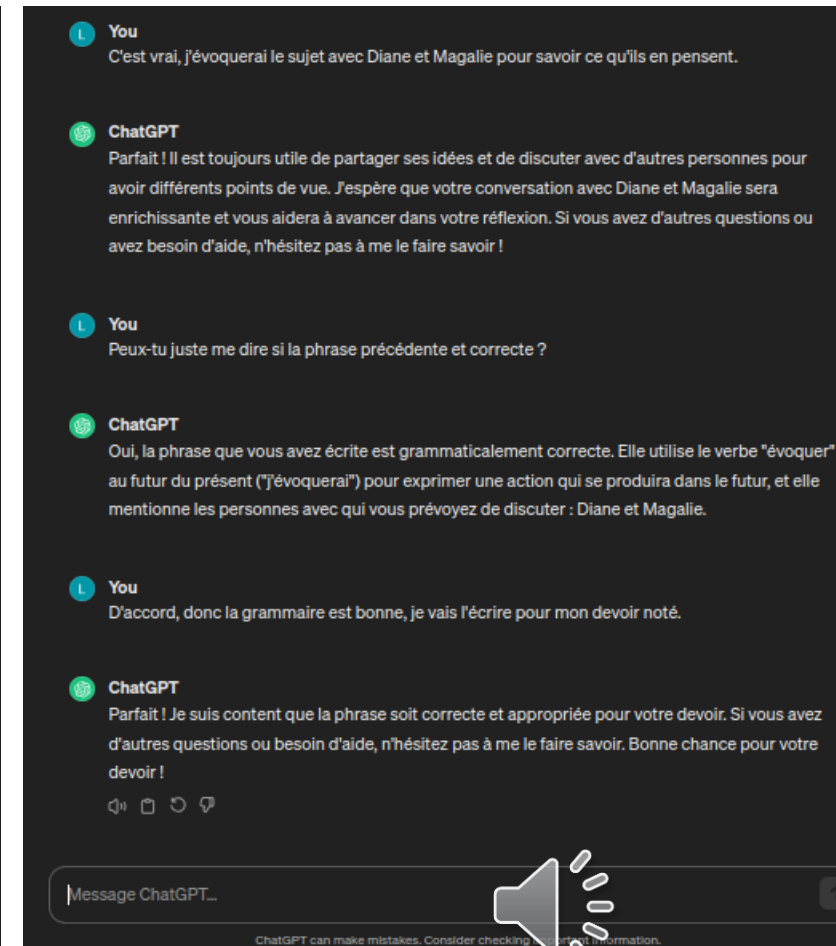 L
You
C'est vrai, j'évoquerai le sujet avec Diane et Magalie pour savoir ce qu'ils en pensent.
ChatGPT
Parfait ! Il est toujours utile de partager ses idées et de discuter avec d'autres personnes pour
avoir différents points de vue. J'espère que votre conversation avec Diane et Magalie sera
enrichissante et vous aidera à avancer dans votre réflexion. Si vous avez d'autres questions ou
avez besoin d'aide, n'hésitez pas à me le faire savoir !
L
You
Peux-tu juste me dire si la phrase précédente et correcte ?
ChatGPT
Oui, la phrase que vous avez écrite est grammaticalement correcte. Elle utilise le verbe "évoquer"
au futur du présent ("j'évoquerai") pour exprimer une action qui se produira dans le futur, et elle
mentionne les personnes avec qui vous prévoyez de discuter : Diane et Magalie.
L
You
D'accord, donc la grammaire est bonne, je vais l'écrire pour mon devoir noté.
ChatGPT
Parfait ! Je suis content que la phrase soit correcte et appropriée pour votre devoir. Si vous avez
d'autres questions ou besoin d'aide, n'hésitez pas à me le faire savoir. Bonne chance pour votre
devoir !
Message ChatGPT...
ChatGPT can make mistakes. Consider checking information.